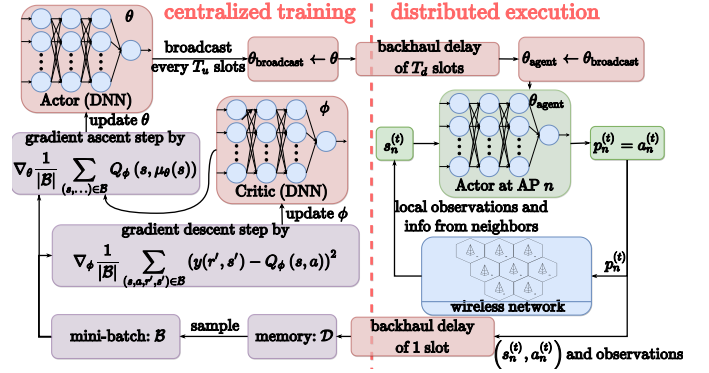 centralized training
distributed execution
θ
Actor (DNN)
broadcast
every T_u slots
θ_broadcast ← θ
backhaul delay
of T_d slots
θ_agent ← θ_broadcast
update θ
gradient ascent step by
∇_θ 1/|ℬ| ∑_{(s,...)∈ℬ} Q_ϕ (s, μ_θ(s))
ϕ
Critic (DNN)
update ϕ
gradient descent step by
∇_ϕ 1/|ℬ| ∑_{(s,a,r′,s′)∈ℬ} (y(r′, s′) − Q_ϕ (s, a))²
s_n^{(t)}
θ_agent
Actor at AP n
p_n^{(t)} = a_n^{(t)}
local observations and
info from neighbors
p_n^{(t)}
wireless network
mini-batch: ℬ
sample
memory: 𝒟
backhaul delay
of 1 slot
(s_n^{(t)}, a_n^{(t)}) and observations